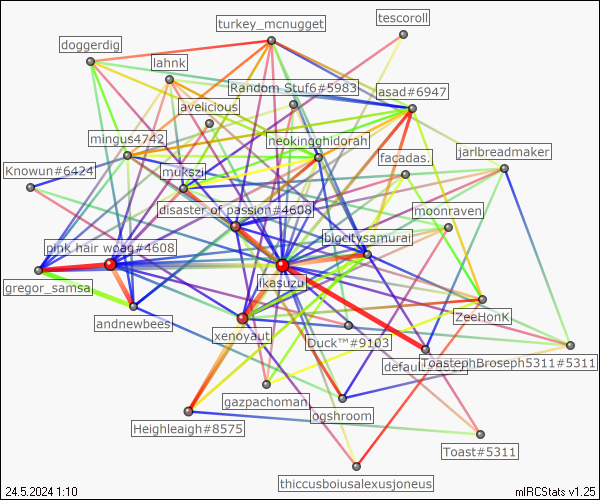 tescoroll
turkey_mcnugget
doggerdig
lahnk
Random Stuf6#5983
asad#6947
avelicious
mingus4742
neokingghidorah
facadas.
jarlbreadmaker
Knowun#6424
mukszi
disaster of passion#4608
moonraven
pink hair woag#4608
bigcitysamurai
ikasuzu
gregor_samsa
andnewbees
ZeeHonK
xenoyaut
Duck™#9103
ToastephBroseph5311#5311
gazpachoman
ogshroom
Heighleigh#8575
Toast#5311
thiccusboiusalexusjoneus
24.5.2024 1:10
mIRCStats v1.25